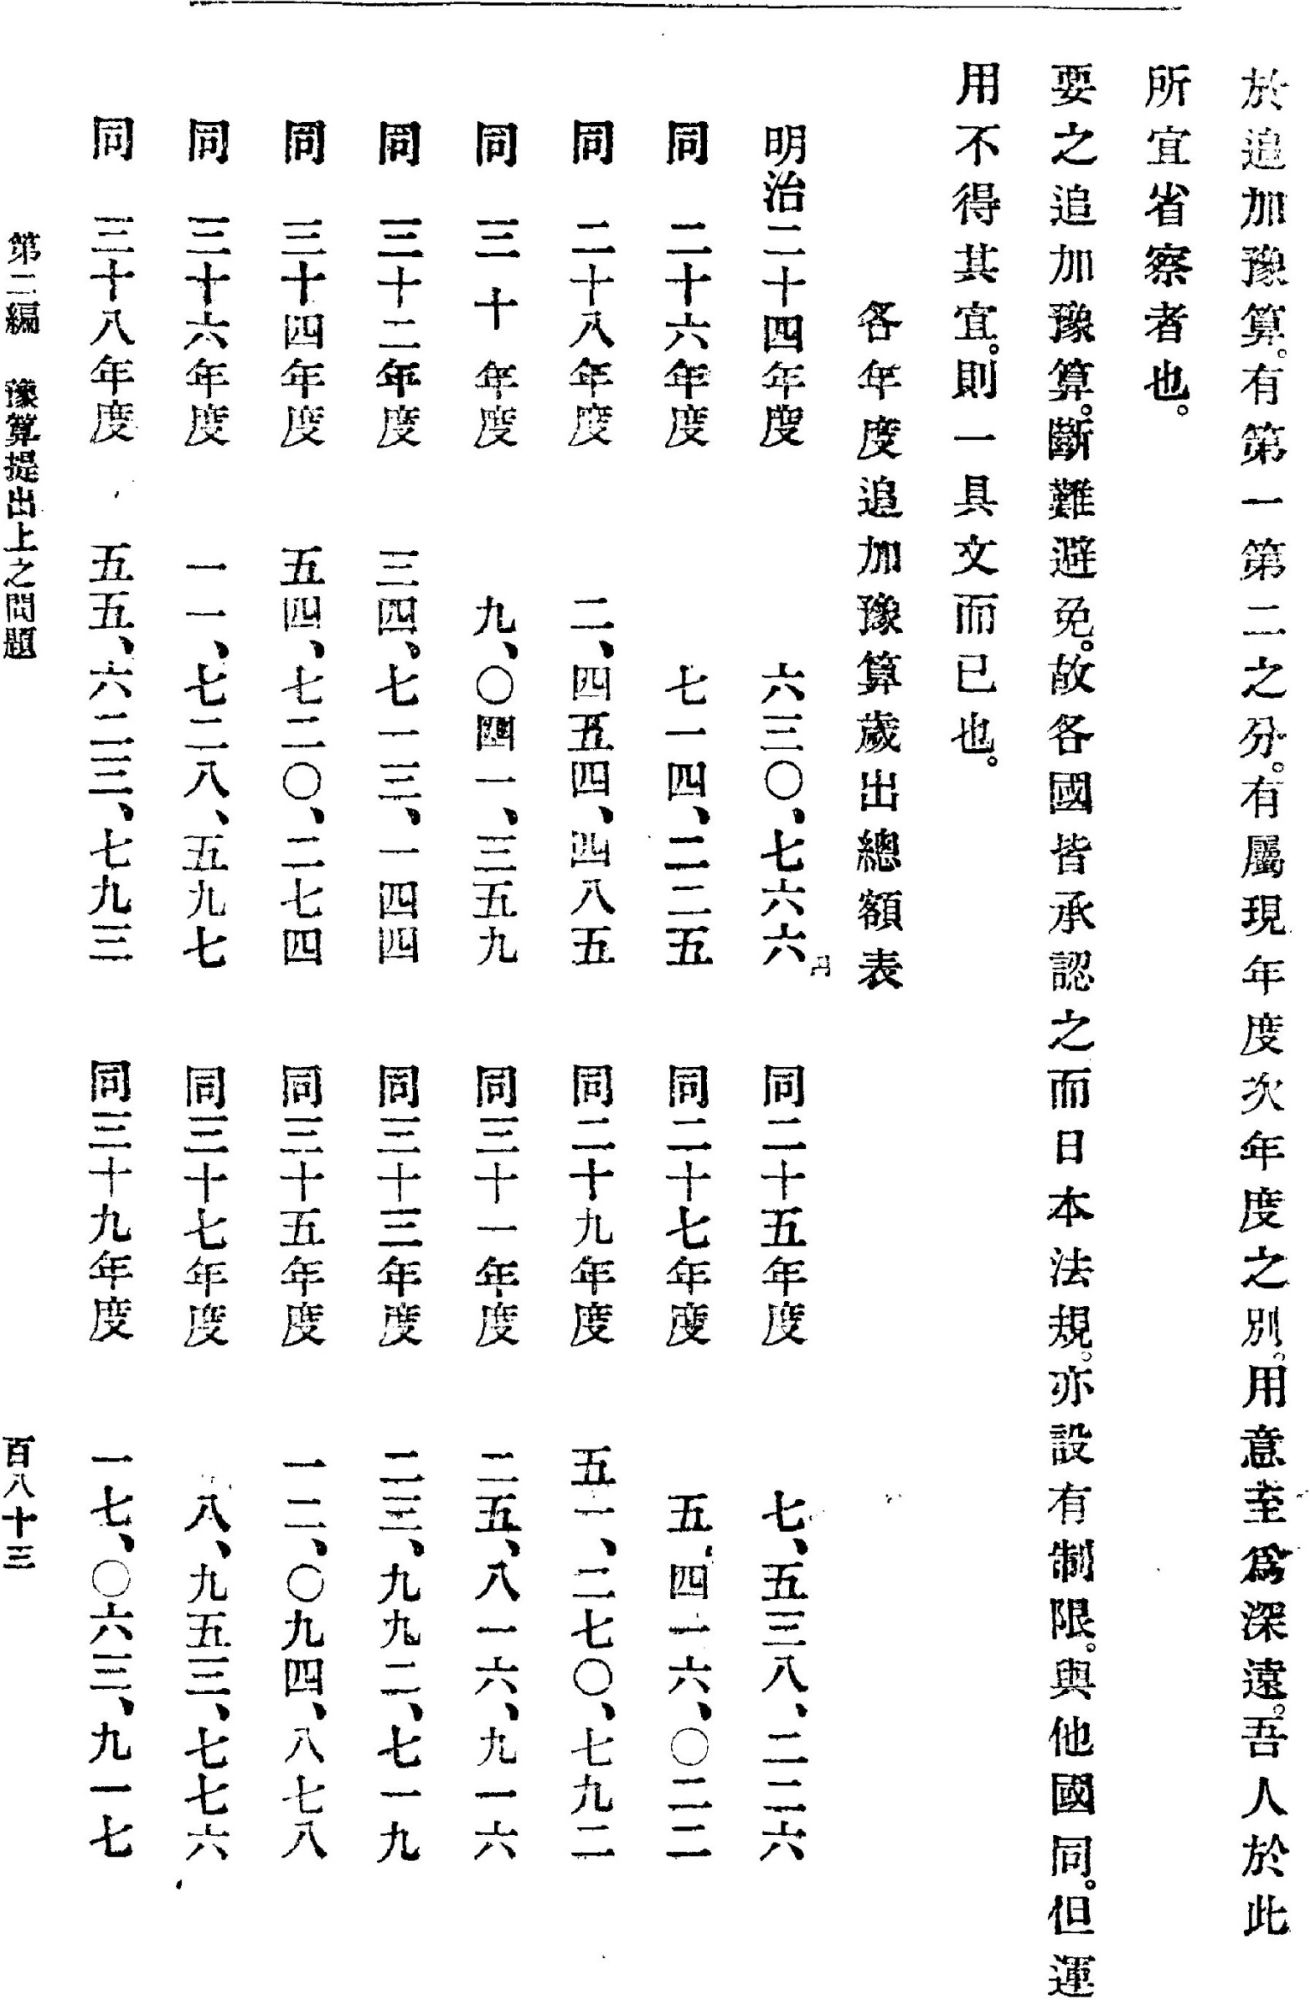 於追加豫算。有第一第二之分。有屬現年度次年度之別。用意至爲深遠。吾人於此
所宜省察者也。
要之追加豫算。斷難避免。故各國皆承認之而日本法規。亦設有制限。與他國同。但運
用不得其宜。則一具文而已也。
各年度追加豫算歲出總額表
明治二十四年度 六三〇、七六六円 同二十五年度 七、五三八、二二六
同 二十六年度 七一四、二二五 同二十七年度 五、四一六、〇二二
同 二十八年度 二、四五四、四八五 同二十九年度 五一、二七〇、七九二
同 三十年度 九、〇四一、三五九 同三十一年度 二五、八一六、九一六
同 三十二年度 三四、七一三、一四四 同三十三年度 二三、九九二、七一九
同 三十四年度 五四、七二〇、二七四 同三十五年度 一二、〇九四、八七八
同 三十六年度 一一、七二八、五九七 同三十七年度 八、九五三、七七六
同 三十八年度 五五、六二三、七九三 同三十九年度 一七、〇六三、九一七
第二編 豫算提出上之問題 百八十三